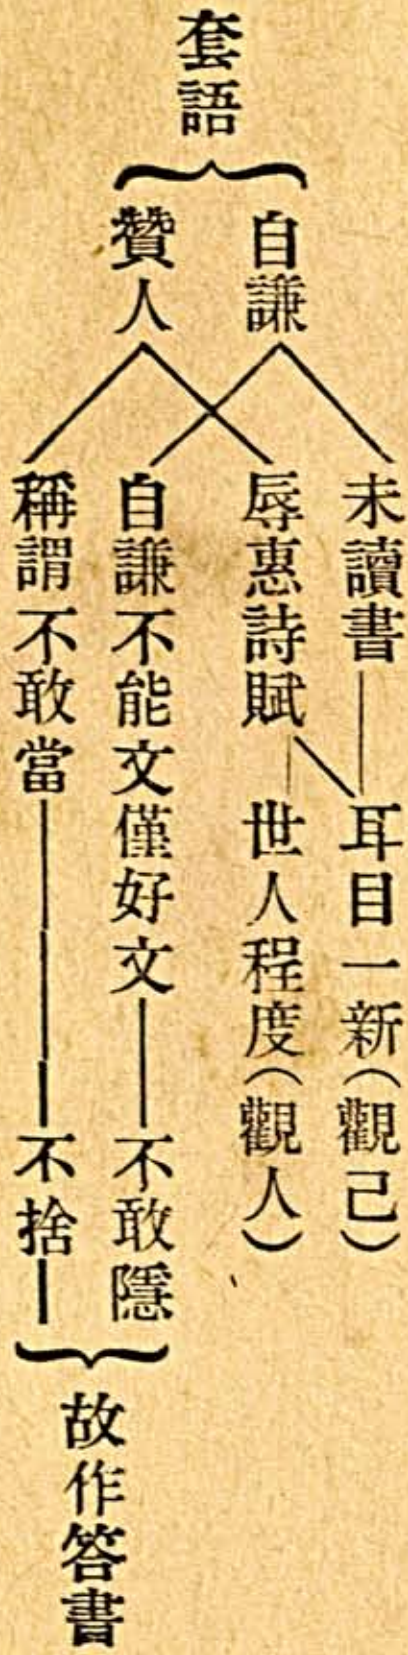 套語
自謙
贊人
未讀書
辱惠詩賦
自謙不能文僅好文
稱謂不敢當
耳目一新（觀己）
世人程度（觀人）
不敢隱
不捨
故作答書